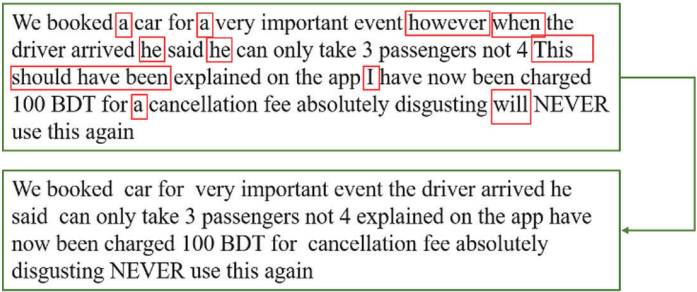 We booked a car for a very important event however when the
driver arrived he said he can only take 3 passengers not 4 This
should have been explained on the app I have now been charged
100 BDT for a cancellation fee absolutely disgusting will NEVER
use this again
We booked car for very important event the driver arrived he
said can only take 3 passengers not 4 explained on the app have
now been charged 100 BDT for cancellation fee absolutely
disgusting NEVER use this again